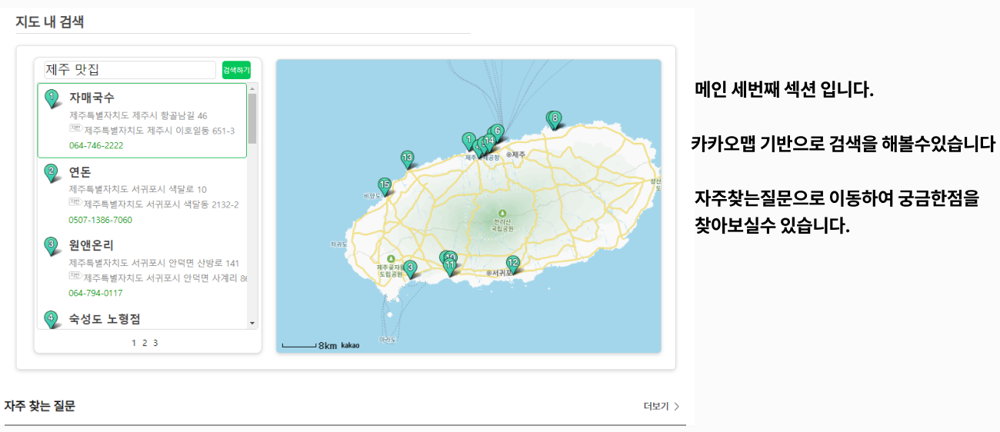 지도 내 검색
제주 맛집
검색하기
1
자매국수
제주특별자치도 제주시 항골남길 46
지번 제주특별자치도 제주시 이호일동 651-3
064-746-2222
2
연돈
제주특별자치도 서귀포시 색달로 10
지번 제주특별자치도 서귀포시 색달동 2132-2
0507-1386-7060
3
원앤온리
제주특별자치도 서귀포시 안덕면 산방로 141
지번 제주특별자치도 서귀포시 안덕면 사계리 86
064-794-0117
4
숙성도 노형점
1 2 3
8
6
1
14
제주
공항
제주
13
15
비양도
성산
도
한라산
국립공원
차귀도
제주곶자왈
도립공원
3
10
11
12
서귀포
8km kakao
메인 세번째 섹션 입니다.
카카오맵 기반으로 검색을 해볼수있습니다
자주찾는질문으로 이동하여 궁금한점을
찾아보실수 있습니다.
자주 찾는 질문
더보기 >